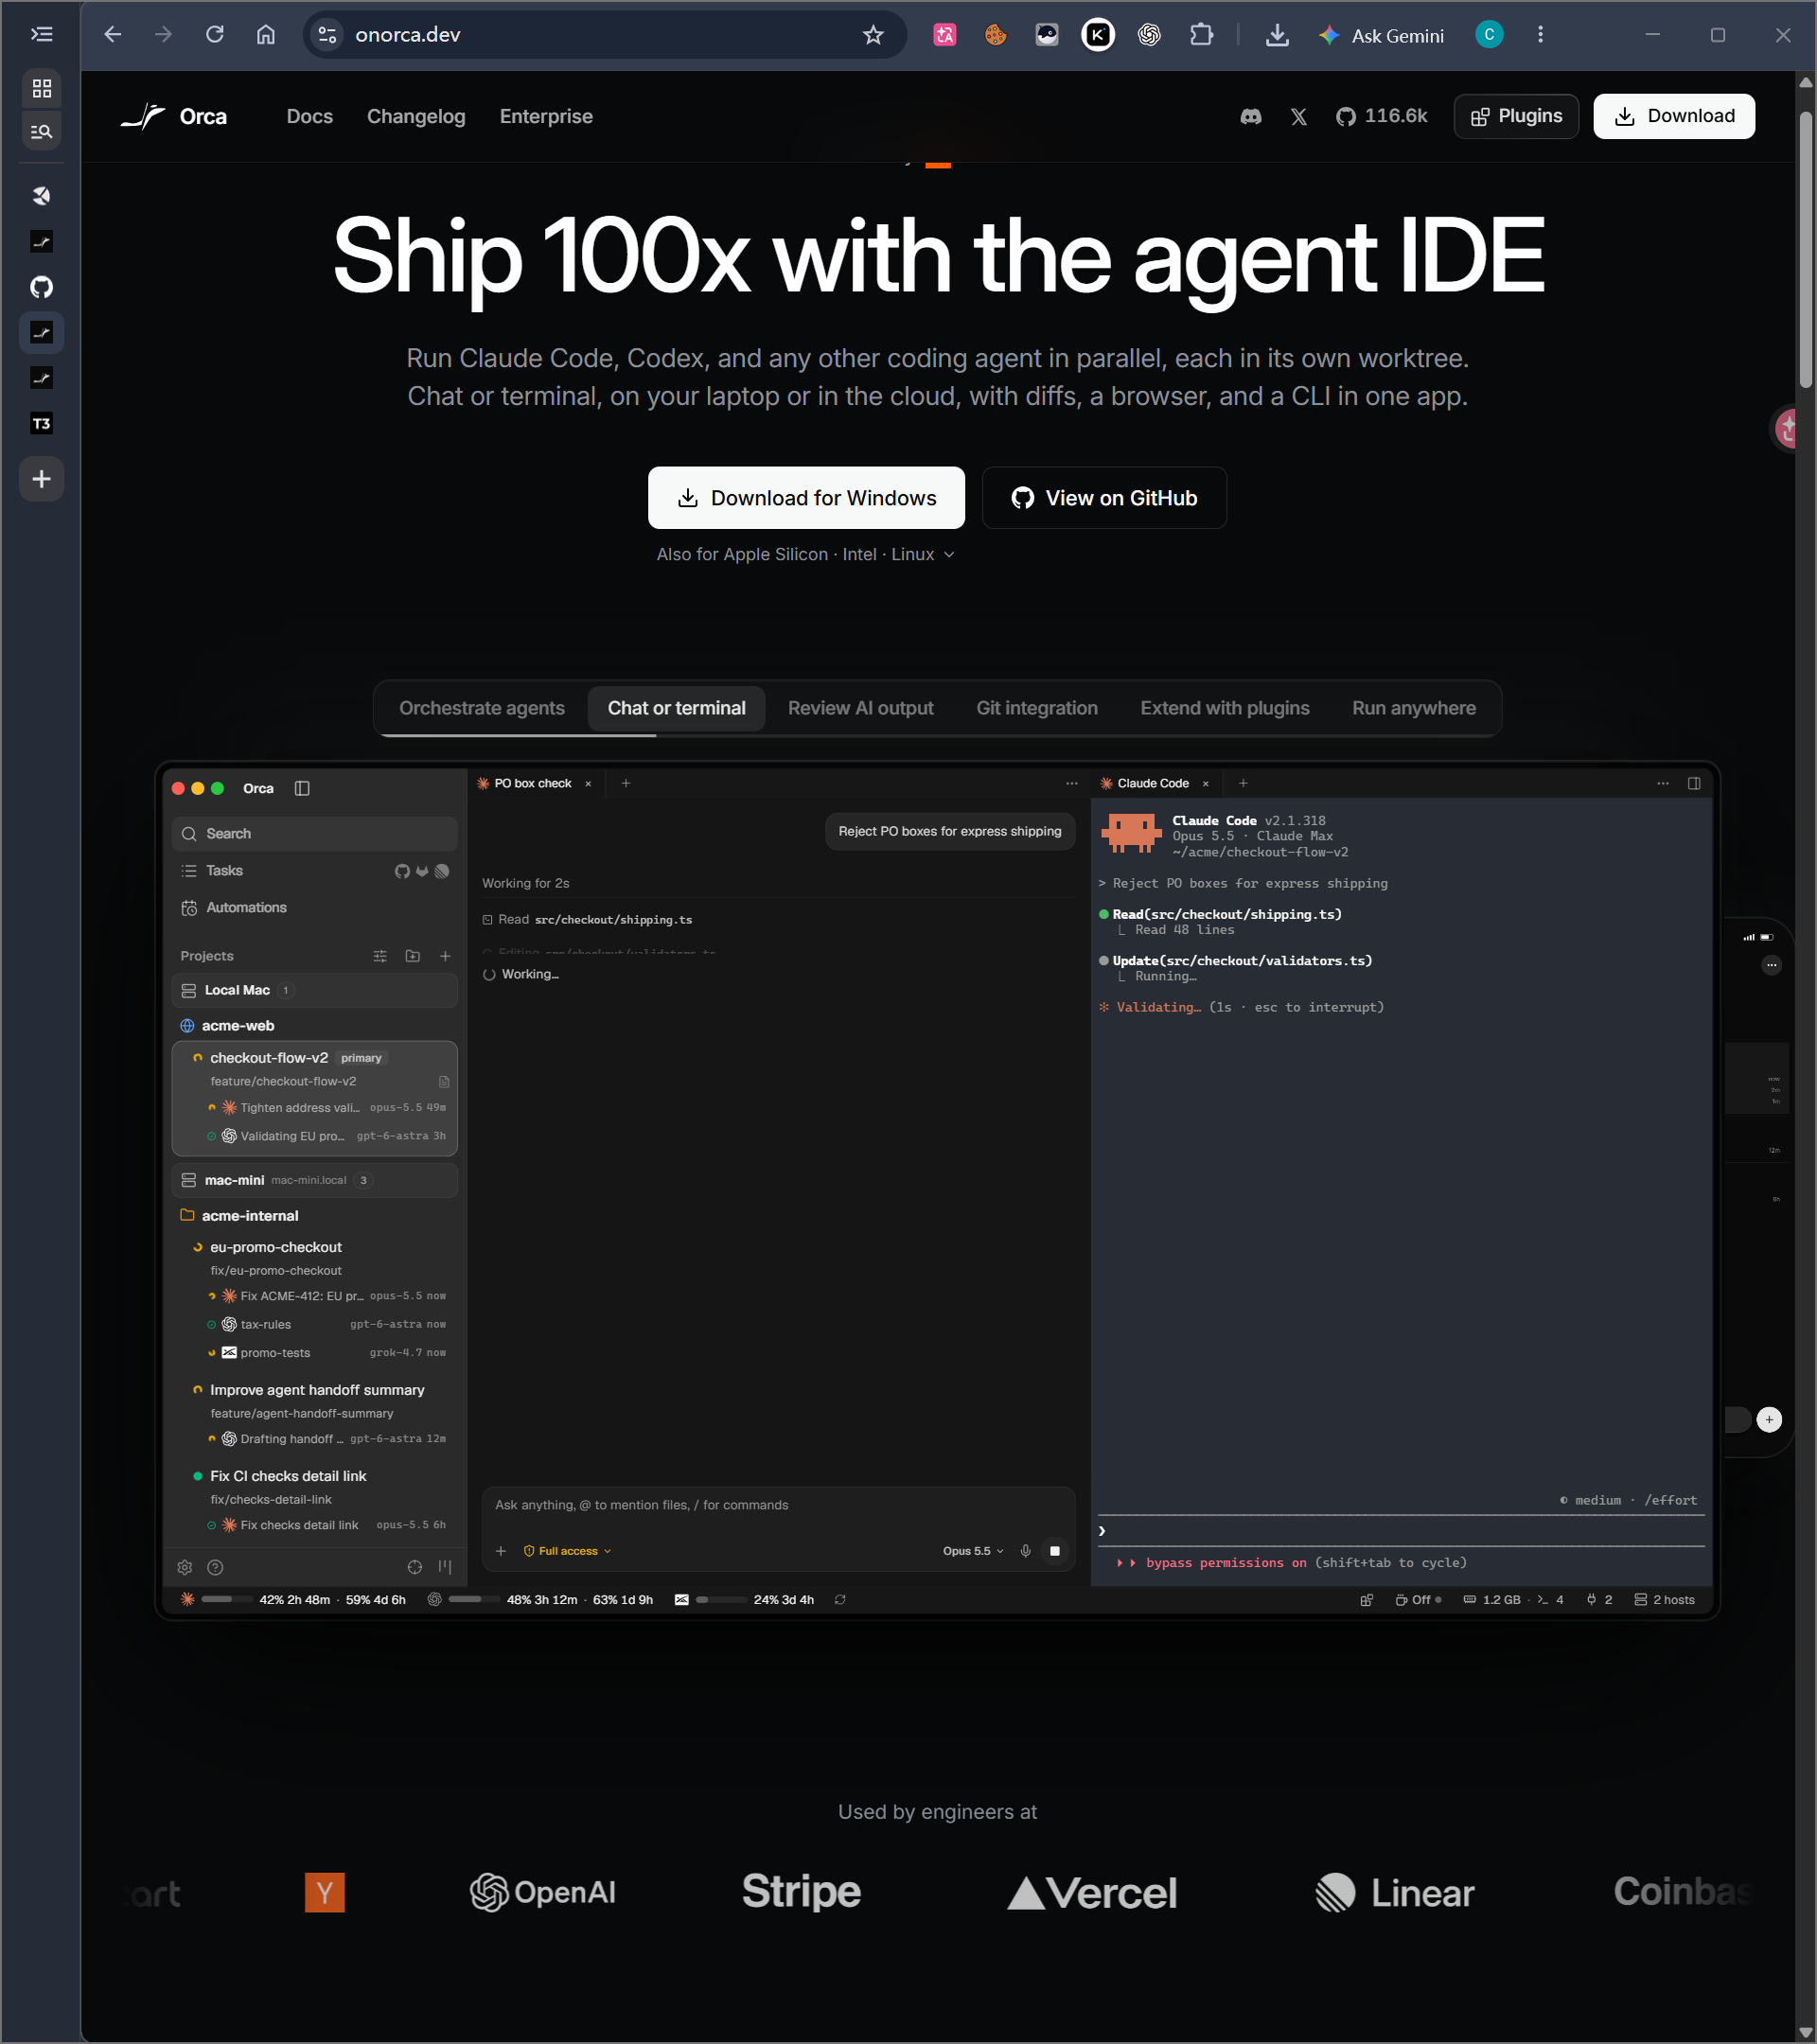 onorca.dev
Ask Gemini
C
T3
Orca
Docs
Changelog
Enterprise
116.6k
Plugins
Download
Ship 100x with the agent IDE
Run Claude Code, Codex, and any other coding agent in parallel, each in its own worktree.
Chat or terminal, on your laptop or in the cloud, with diffs, a browser, and a CLI in one app.
Download for Windows
View on GitHub
Also for Apple Silicon · Intel · Linux
Orchestrate agents
Chat or terminal
Review AI output
Git integration
Extend with plugins
Run anywhere
Orca
Search
Tasks
Automations
Projects
Local Mac 1
acme-web
checkout-flow-v2 primary
feature/checkout-flow-v2
Tighten address vali... opus-5.5 49m
Validating EU pro... gpt-6-astra 3h
mac-mini mac-mini.local 3
acme-internal
eu-promo-checkout
fix/eu-promo-checkout
Fix ACME-412: EU pr... opus-5.5 now
tax-rules gpt-6-astra now
promo-tests grok-4.7 now
Improve agent handoff summary
feature/agent-handoff-summary
Drafting handoff ... gpt-6-astra 12m
Fix CI checks detail link
fix/checks-detail-link
Fix checks detail link opus-5.5 6h
PO box check
Reject PO boxes for express shipping
Working for 2s
Read src/checkout/shipping.ts
Editing src/checkout/validators.ts
Working...
Ask anything, @ to mention files, / for commands
Full access
Opus 5.5
Claude Code
Claude Code v2.1.318
Opus 5.5 · Claude Max
~/acme/checkout-flow-v2
> Reject PO boxes for express shipping
Read(src/checkout/shipping.ts)
Read 48 lines
Update(src/checkout/validators.ts)
Running…
Validating… (1s · esc to interrupt)
medium · /effort
❯
bypass permissions on (shift+tab to cycle)
42% 2h 48m · 59% 4d 6h
48% 3h 12m · 63% 1d 9h
24% 3d 4h
Off
1.2 GB · 4
2
2 hosts
12m
Used by engineers at
Y
OpenAI
Stripe
Vercel
Linear
Coinbas